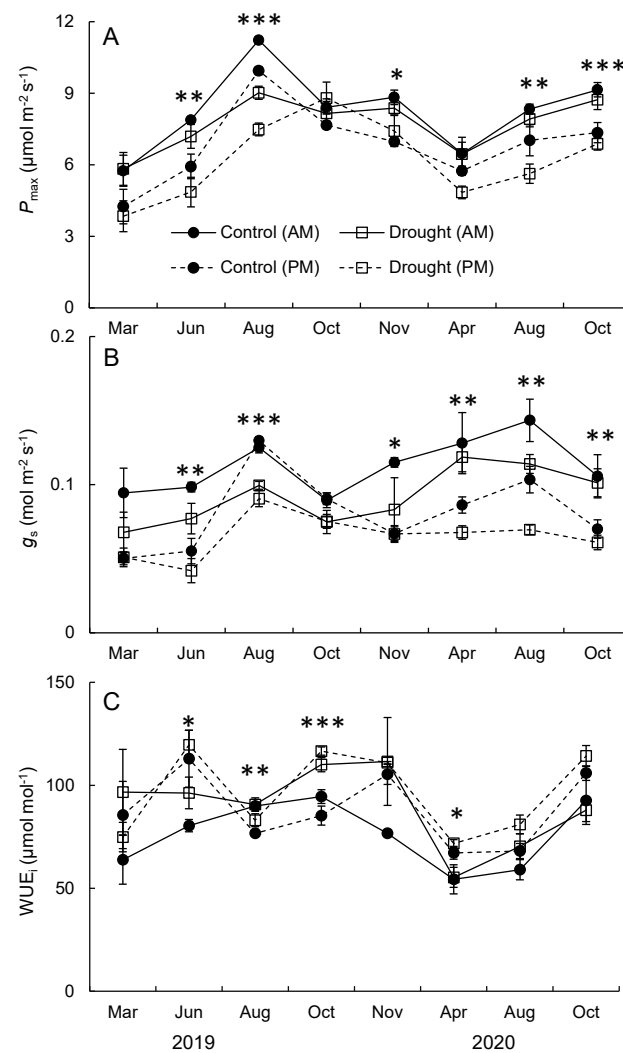 A
12
9
6
3
0
Pmax (µmol m-2 s-1)
** *** * ** ***
Control (AM) Drought (AM)
Control (PM) Drought (PM)
Mar Jun Aug Oct Nov Apr Aug Oct
B
0.2
0.1
0
gs (mol m-2 s-1)
** *** * ** ** **
Mar Jun Aug Oct Nov Apr Aug Oct
C
150
100
50
0
WUEi (µmol mol-1)
* ** *** *
Mar Jun Aug Oct Nov Apr Aug Oct
2019 2020